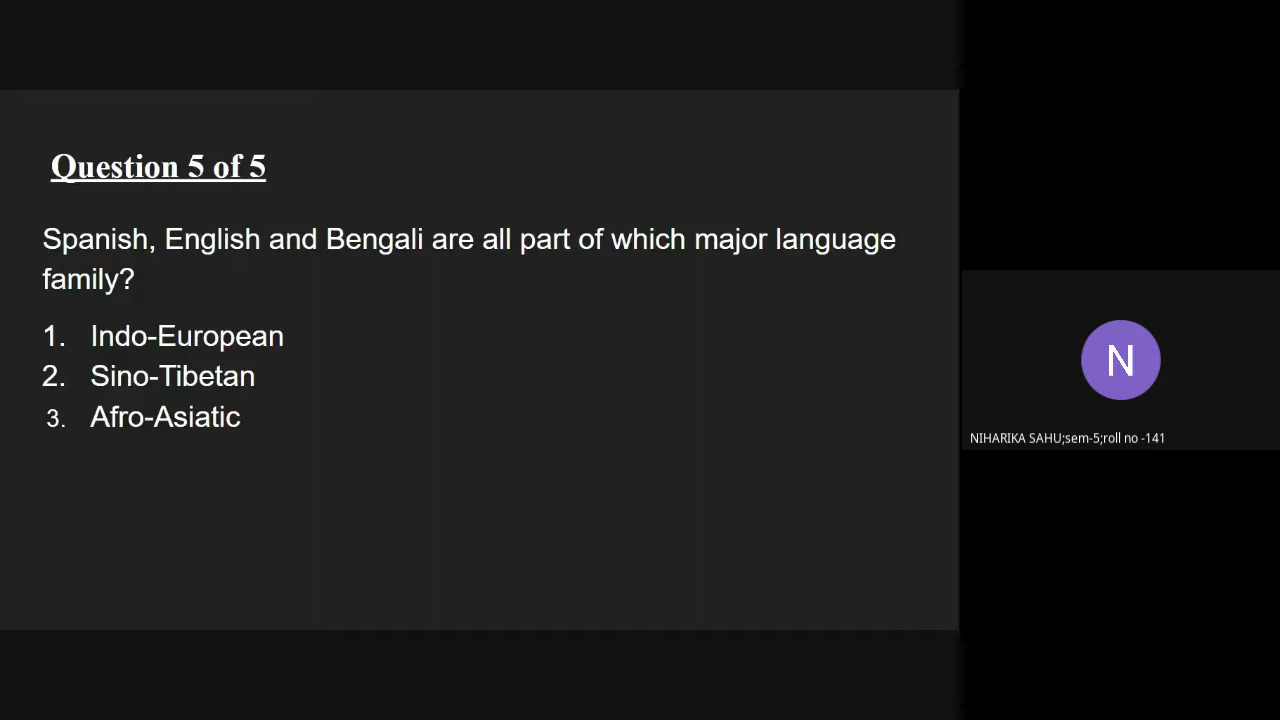 Question 5 of 5
Spanish, English and Bengali are all part of which major language
family?
1. Indo-European
2. Sino-Tibetan
3. Afro-Asiatic
N
NIHARIKA SAHU;sem-5;roll no -141